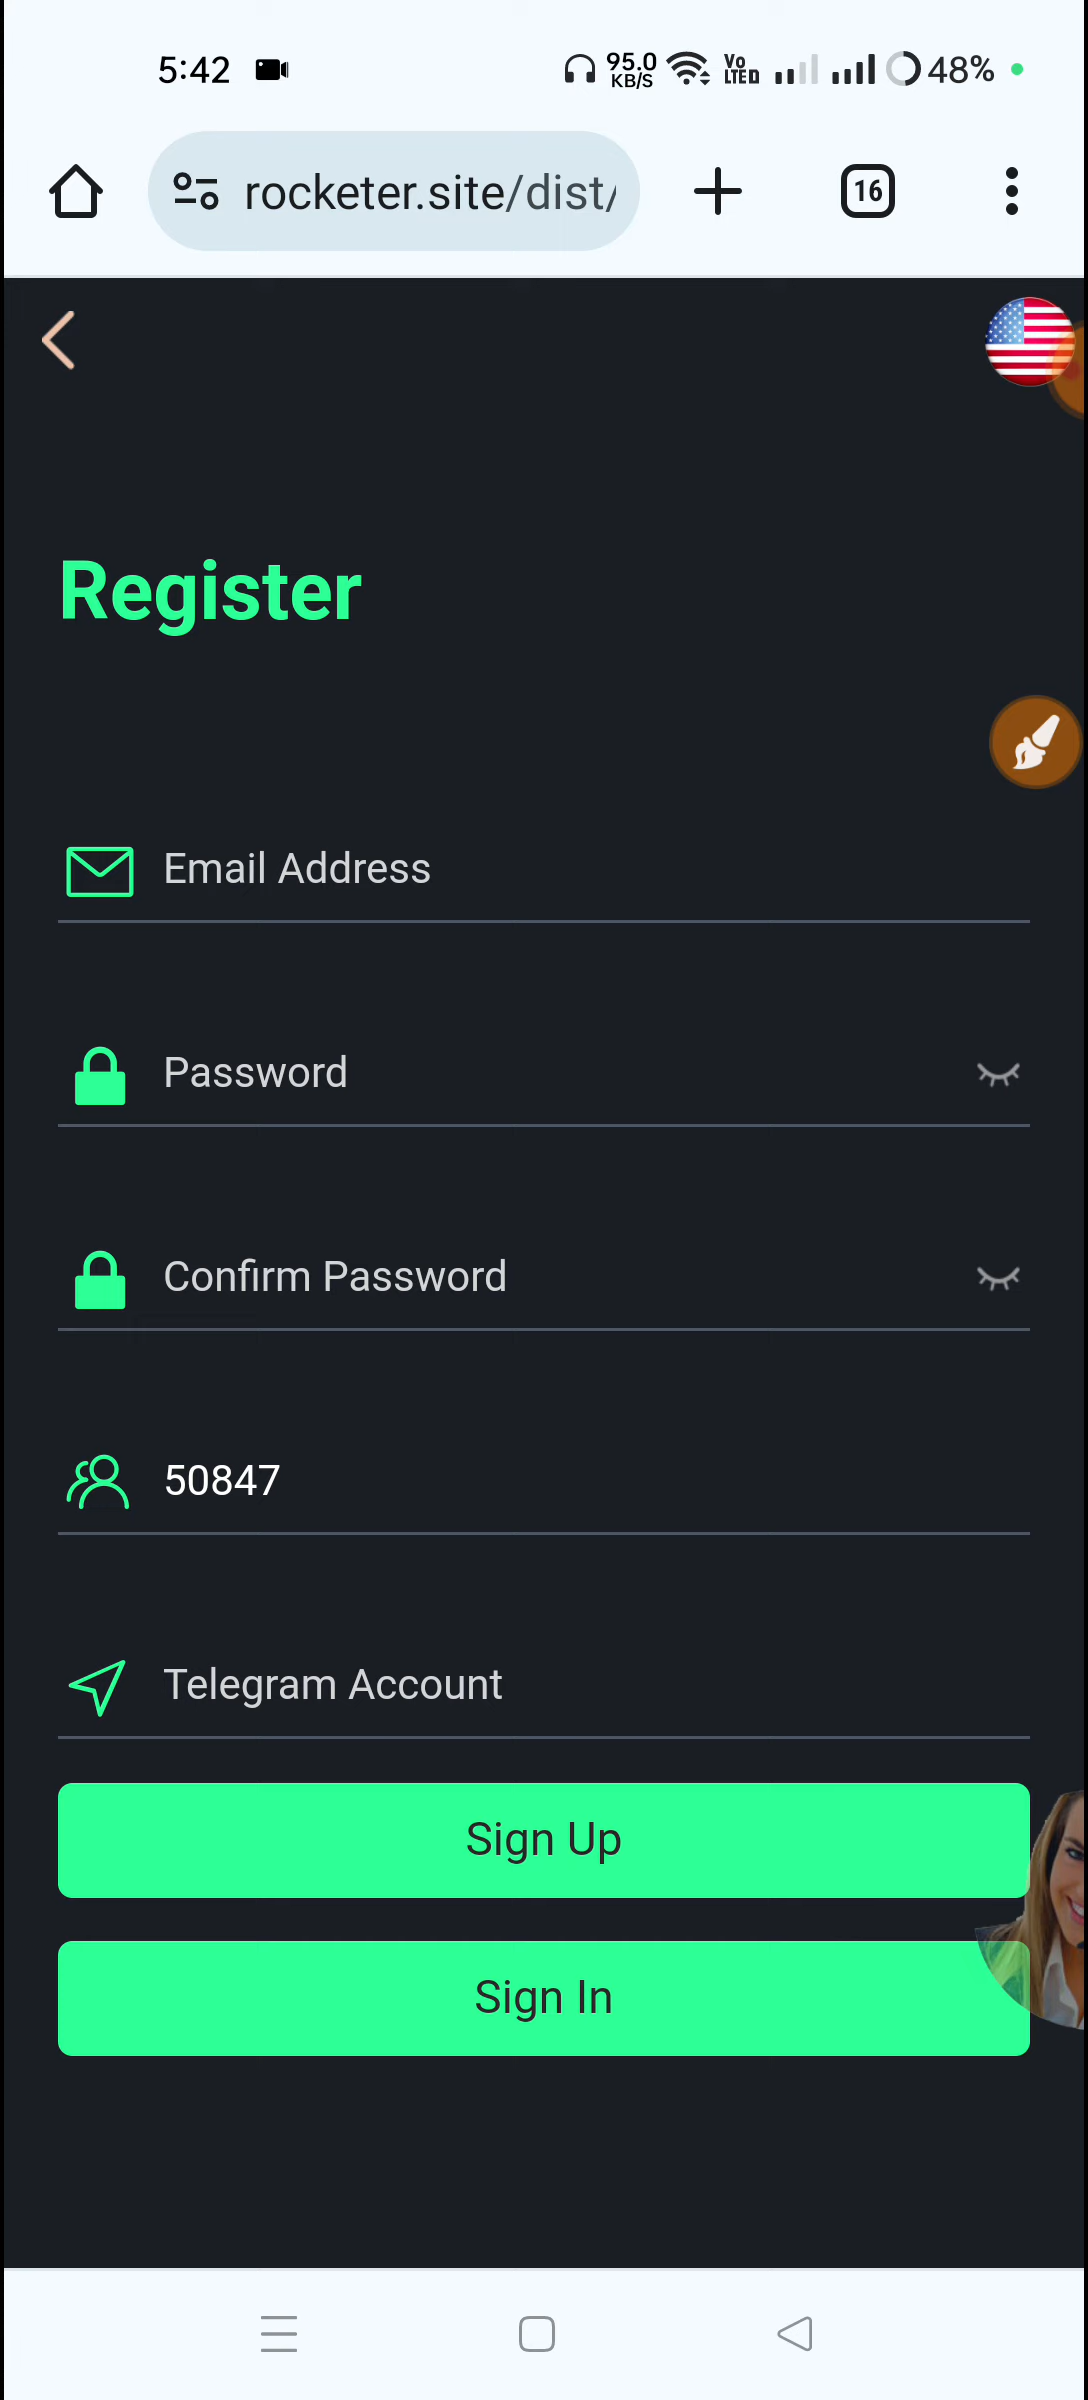 5:42
95.0
KB/S
Vo
LTE
48%
rocketer.site/dist/
16
Register
Email Address
Password
Confirm Password
50847
Telegram Account
Sign Up
Sign In